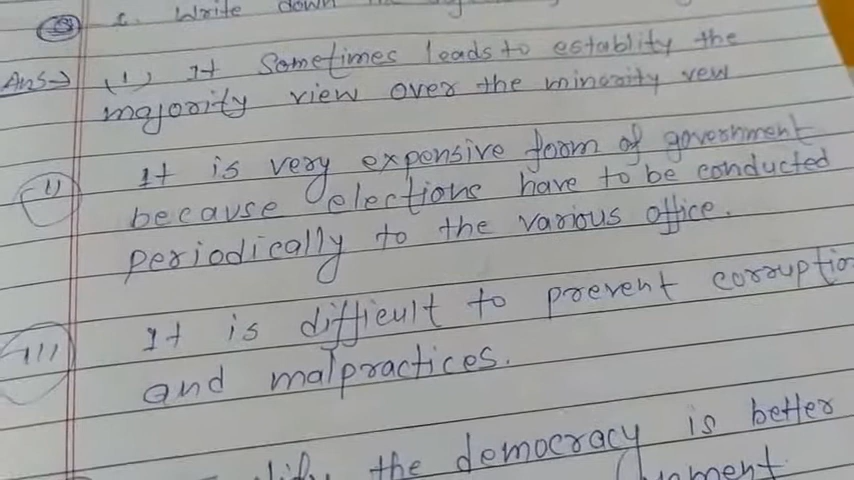 c. Write down
Ans→ (i) It sometimes leads to establity the
majority view over the minority vew
ii It is very expensive form of government
because elections have to be conducted
periodically to the various office.
iii It is difficult to prevent corruptio
and malpractices.
the democracy is better